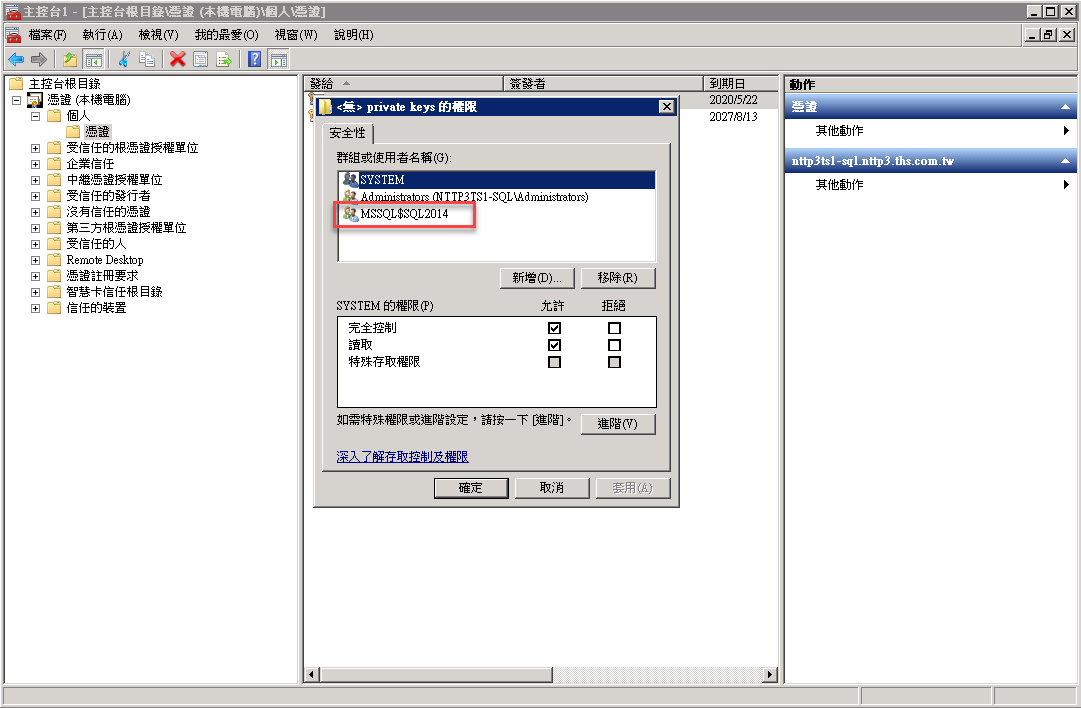 主控台1 - [主控台根目錄\憑證 (本機電腦)\個人\憑證]
檔案(F) 執行(A) 檢視(V) 我的最愛(O) 視窗(W) 說明(H)
主控台根目錄
憑證 (本機電腦)
個人
憑證
受信任的根憑證授權單位
企業信任
中繼憑證授權單位
受信任的發行者
沒有信任的憑證
第三方根憑證授權單位
受信任的人
Remote Desktop
憑證註冊要求
智慧卡信任根目錄
信任的裝置
發給 簽發者 到期日
2020/5/22
2027/8/13
<無> private keys 的權限
安全性
群組或使用者名稱(G):
SYSTEM
Administrators (NTTP3TS1-SQL\Administrators)
MSSQL$SQL2014
新增(D)... 移除(R)
SYSTEM 的權限(P) 允許 拒絕
完全控制
讀取
特殊存取權限
如需特殊權限或進階設定，請按一下 [進階]。 進階(V)
深入了解存取控制及權限
確定 取消 套用(A)
動作
憑證
其他動作
nttp3ts1-sql.nttp3.ths.com.tw
其他動作